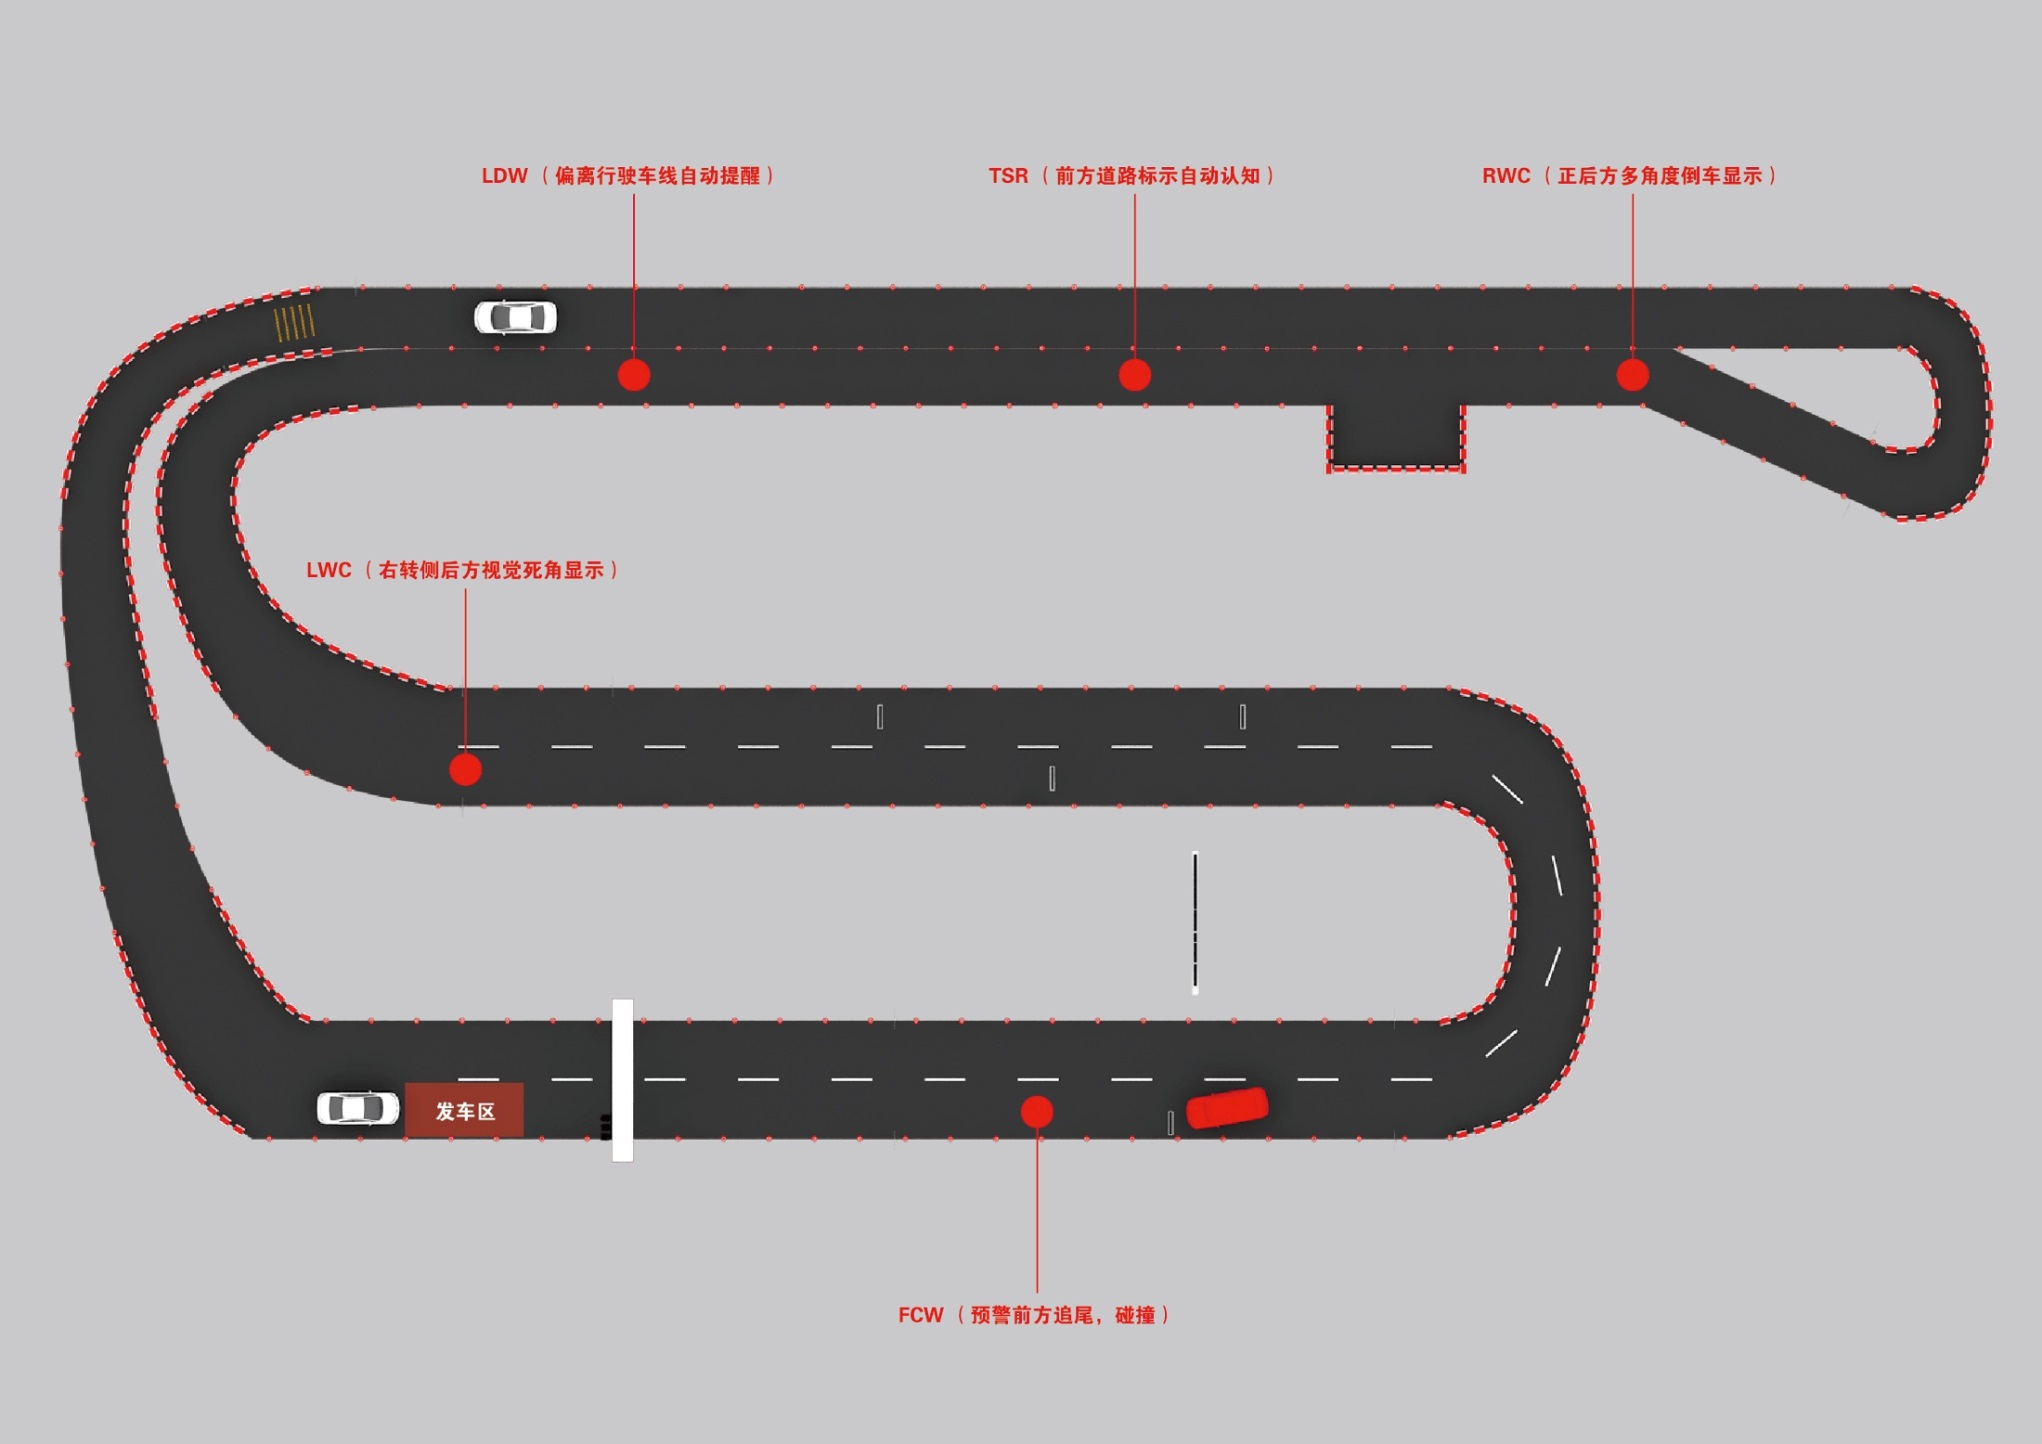 LDW（偏离行驶车线自动提醒）
TSR（前方道路标示自动认知）
RWC（正后方多角度倒车显示）
LWC（右转侧后方视觉死角显示）
发车区
FCW（预警前方追尾，碰撞）